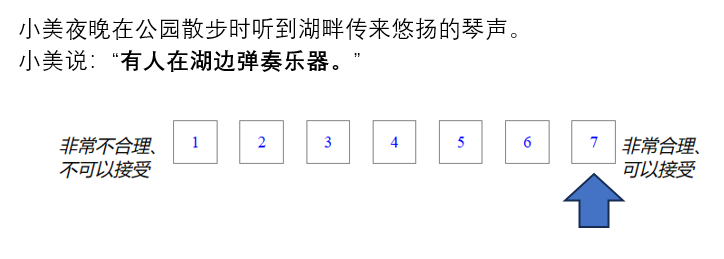 小美夜晚在公园散步时听到湖畔传来悠扬的琴声。
小美说：“有人在湖边弹奏乐器。”
非常不合理、 1 2 3 4 5 6 7 非常合理、
不可以接受 可以接受